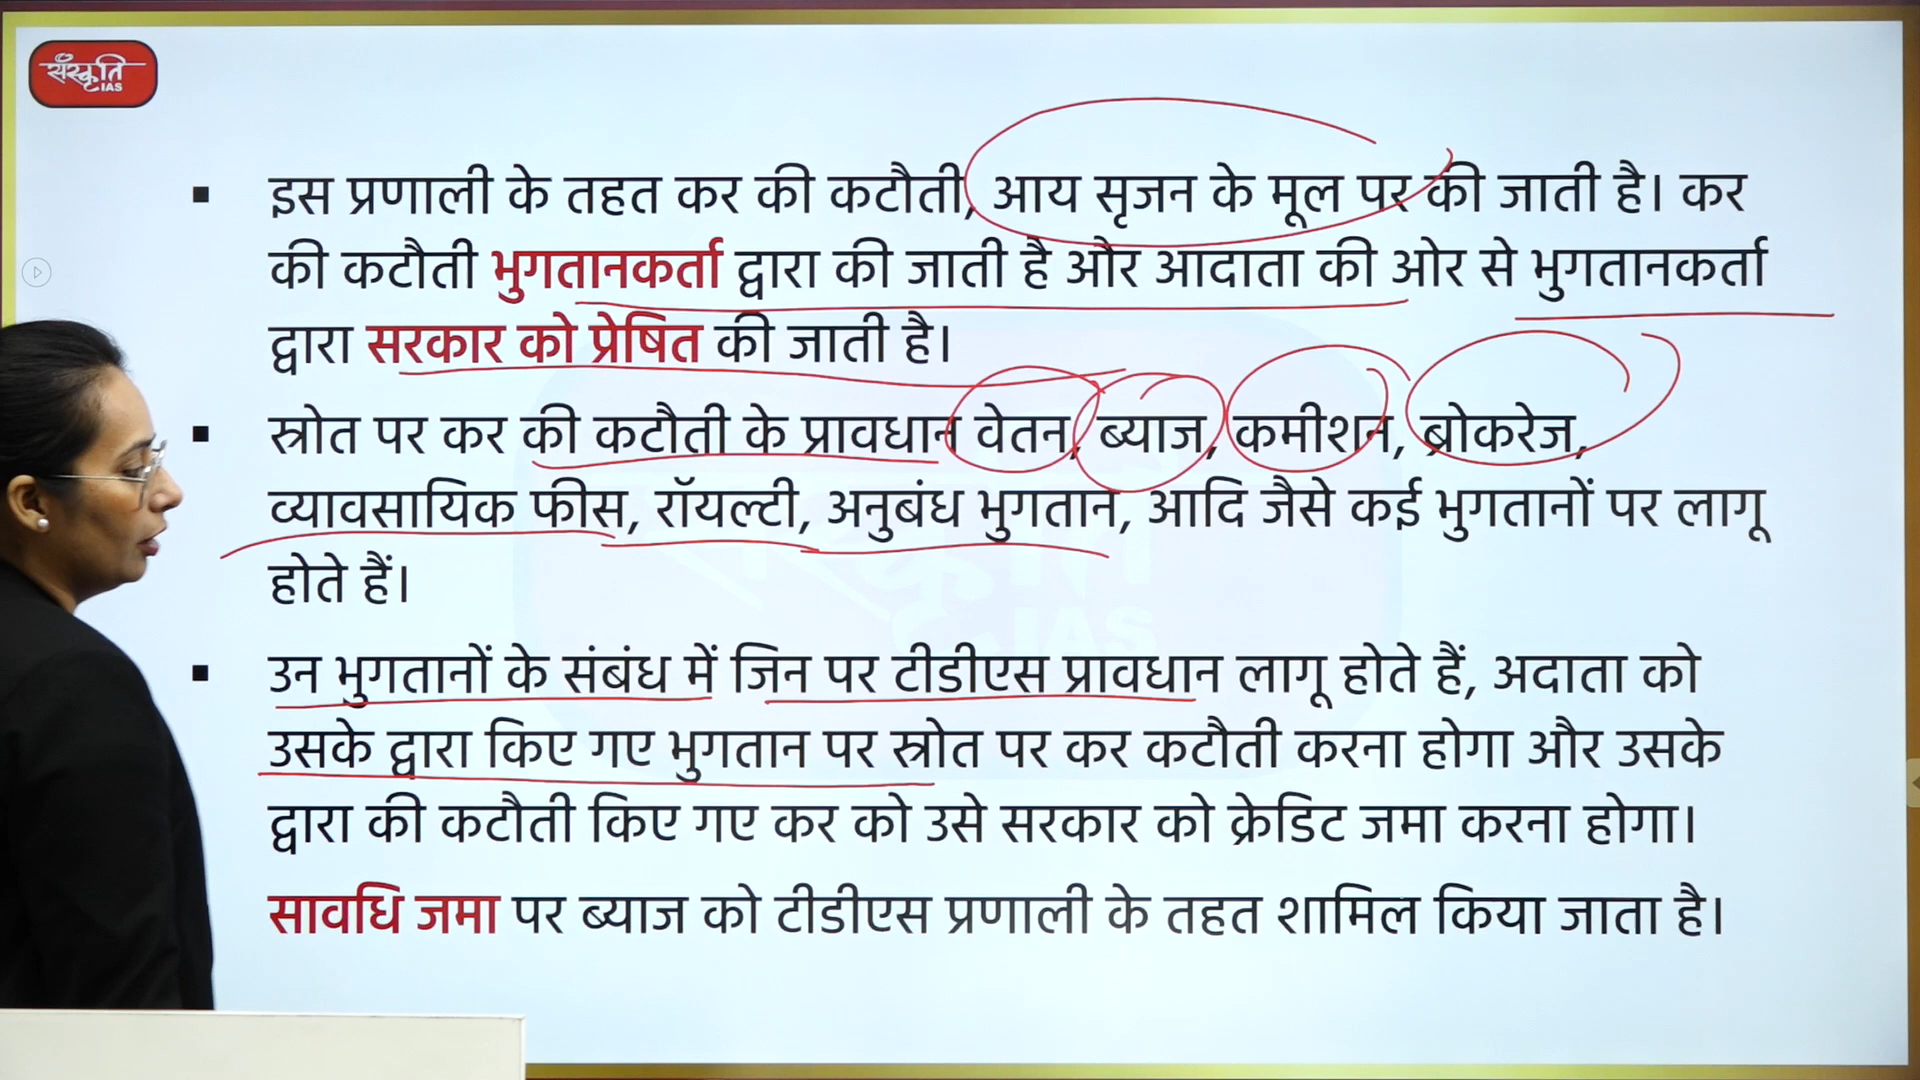 संस्कृति
IAS
▪ इस प्रणाली के तहत कर की कटौती, आय सृजन के मूल पर की जाती है। कर
की कटौती भुगतानकर्ता द्वारा की जाती है और आदाता की ओर से भुगतानकर्ता
द्वारा सरकार को प्रेषित की जाती है।
▪ स्रोत पर कर की कटौती के प्रावधान वेतन, ब्याज, कमीशन, ब्रोकरेज,
व्यावसायिक फीस, रॉयल्टी, अनुबंध भुगतान, आदि जैसे कई भुगतानों पर लागू
होते हैं।
▪ उन भुगतानों के संबंध में जिन पर टीडीएस प्रावधान लागू होते हैं, अदाता को
उसके द्वारा किए गए भुगतान पर स्रोत पर कर कटौती करना होगा और उसके
द्वारा की कटौती किए गए कर को उसे सरकार को क्रेडिट जमा करना होगा।
सावधि जमा पर ब्याज को टीडीएस प्रणाली के तहत शामिल किया जाता है।